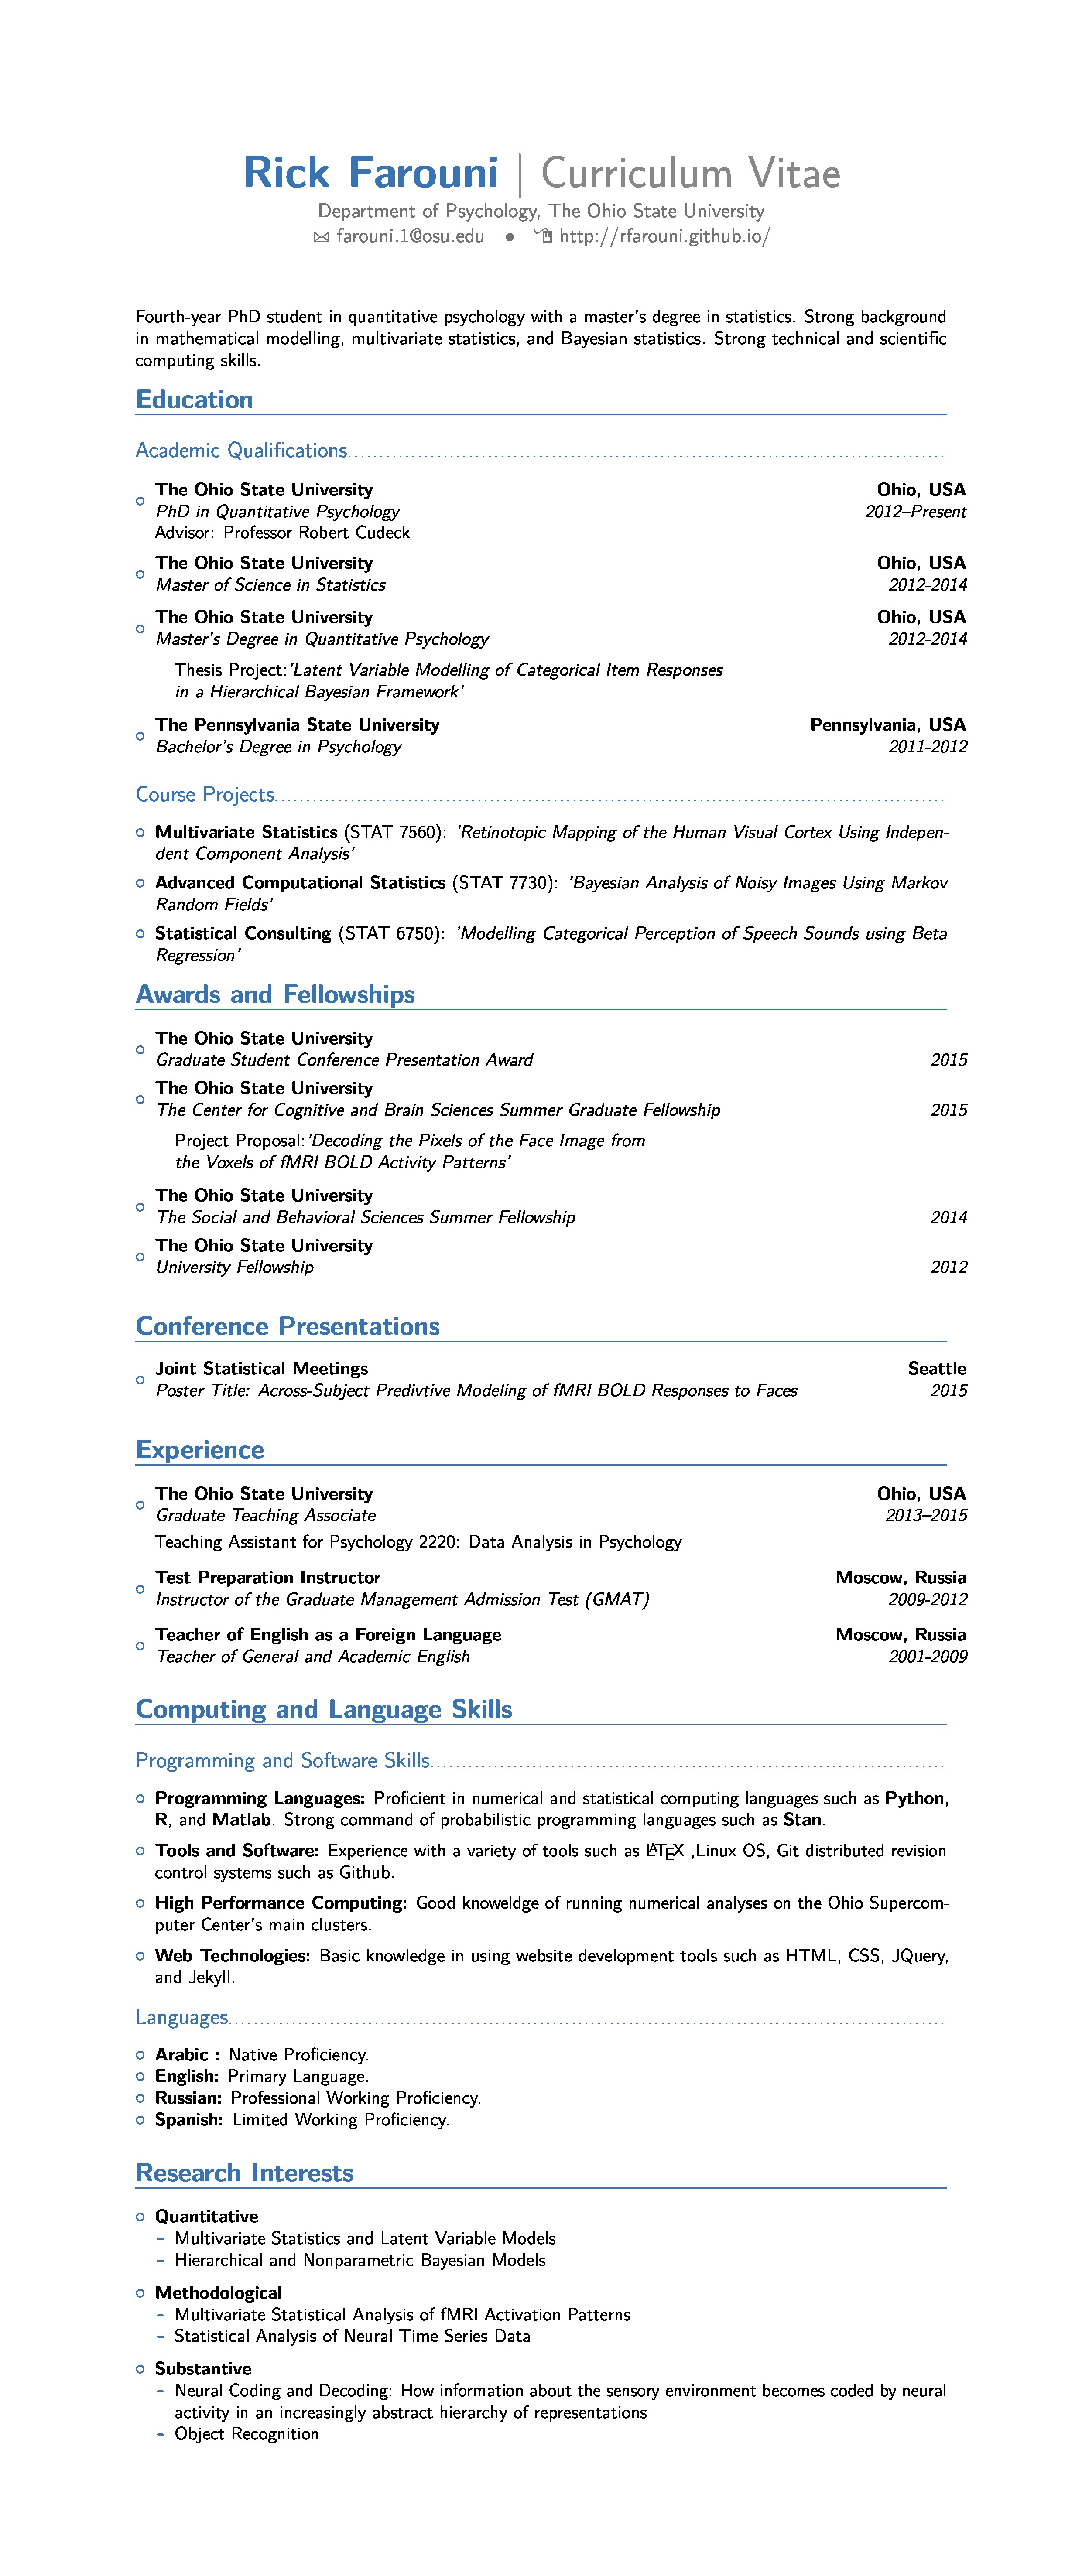 Rick Farouni | Curriculum Vitae
Department of Psychology, The Ohio State University
farouni.1@osu.edu • http://rfarouni.github.io/
Fourth-year PhD student in quantitative psychology with a master's degree in statistics. Strong background
in mathematical modelling, multivariate statistics, and Bayesian statistics. Strong technical and scientific
computing skills.
Education
Academic Qualifications
The Ohio State University Ohio, USA
PhD in Quantitative Psychology 2012–Present
Advisor: Professor Robert Cudeck
The Ohio State University Ohio, USA
Master of Science in Statistics 2012-2014
The Ohio State University Ohio, USA
Master's Degree in Quantitative Psychology 2012-2014
Thesis Project:'Latent Variable Modelling of Categorical Item Responses
in a Hierarchical Bayesian Framework'
The Pennsylvania State University Pennsylvania, USA
Bachelor's Degree in Psychology 2011-2012
Course Projects
Multivariate Statistics (STAT 7560): 'Retinotopic Mapping of the Human Visual Cortex Using Indepen-
dent Component Analysis'
Advanced Computational Statistics (STAT 7730): 'Bayesian Analysis of Noisy Images Using Markov
Random Fields'
Statistical Consulting (STAT 6750): 'Modelling Categorical Perception of Speech Sounds using Beta
Regression'
Awards and Fellowships
The Ohio State University
Graduate Student Conference Presentation Award 2015
The Ohio State University
The Center for Cognitive and Brain Sciences Summer Graduate Fellowship 2015
Project Proposal:'Decoding the Pixels of the Face Image from
the Voxels of fMRI BOLD Activity Patterns'
The Ohio State University
The Social and Behavioral Sciences Summer Fellowship 2014
The Ohio State University
University Fellowship 2012
Conference Presentations
Joint Statistical Meetings Seattle
Poster Title: Across-Subject Predivtive Modeling of fMRI BOLD Responses to Faces 2015
Experience
The Ohio State University Ohio, USA
Graduate Teaching Associate 2013–2015
Teaching Assistant for Psychology 2220: Data Analysis in Psychology
Test Preparation Instructor Moscow, Russia
Instructor of the Graduate Management Admission Test (GMAT) 2009-2012
Teacher of English as a Foreign Language Moscow, Russia
Teacher of General and Academic English 2001-2009
Computing and Language Skills
Programming and Software Skills
Programming Languages: Proficient in numerical and statistical computing languages such as Python,
R, and Matlab. Strong command of probabilistic programming languages such as Stan.
Tools and Software: Experience with a variety of tools such as LATEX ,Linux OS, Git distributed revision
control systems such as Github.
High Performance Computing: Good knoweldge of running numerical analyses on the Ohio Supercom-
puter Center's main clusters.
Web Technologies: Basic knowledge in using website development tools such as HTML, CSS, JQuery,
and Jekyll.
Languages
Arabic : Native Proficiency.
English: Primary Language.
Russian: Professional Working Proficiency.
Spanish: Limited Working Proficiency.
Research Interests
Quantitative
- Multivariate Statistics and Latent Variable Models
- Hierarchical and Nonparametric Bayesian Models
Methodological
- Multivariate Statistical Analysis of fMRI Activation Patterns
- Statistical Analysis of Neural Time Series Data
Substantive
- Neural Coding and Decoding: How information about the sensory environment becomes coded by neural
activity in an increasingly abstract hierarchy of representations
- Object Recognition